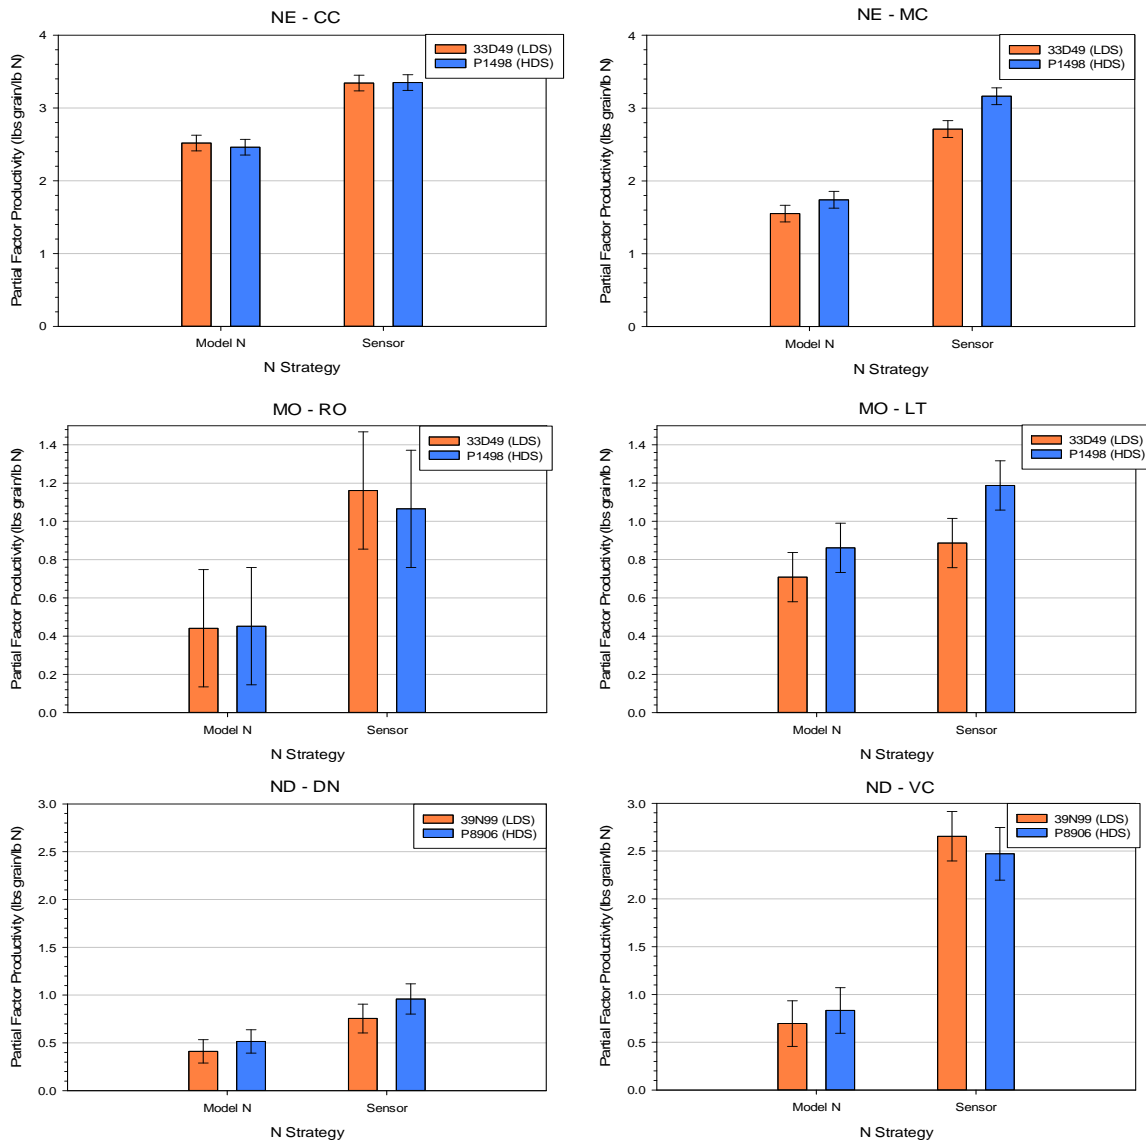 NE - CC
Partial Factor Productivity (lbs grain/lb N)
4
3
2
1
0
33D49 (LDS)
P1498 (HDS)
Model N
Sensor
N Strategy
NE - MC
Partial Factor Productivity (lbs grain/lb N)
4
3
2
1
0
33D49 (LDS)
P1498 (HDS)
Model N
Sensor
N Strategy
MO - RO
Partial Factor Productivity (lbs grain/lb N)
1.4
1.2
1.0
0.8
0.6
0.4
0.2
0.0
33D49 (LDS)
P1498 (HDS)
Model N
Sensor
N Strategy
MO - LT
Partial Factor Productivity (lbs grain/lb N)
1.4
1.2
1.0
0.8
0.6
0.4
0.2
0.0
33D49 (LDS)
P1498 (HDS)
Model N
Sensor
N Strategy
ND - DN
Partial Factor Productivity (lbs grain/lb N)
3.0
2.5
2.0
1.5
1.0
0.5
0.0
39N99 (LDS)
P8906 (HDS)
Model N
Sensor
N Strategy
ND - VC
Partial Factor Productivity (lbs grain/lb N)
3.0
2.5
2.0
1.5
1.0
0.5
0.0
39N99 (LDS)
P8906 (HDS)
Model N
Sensor
N Strategy